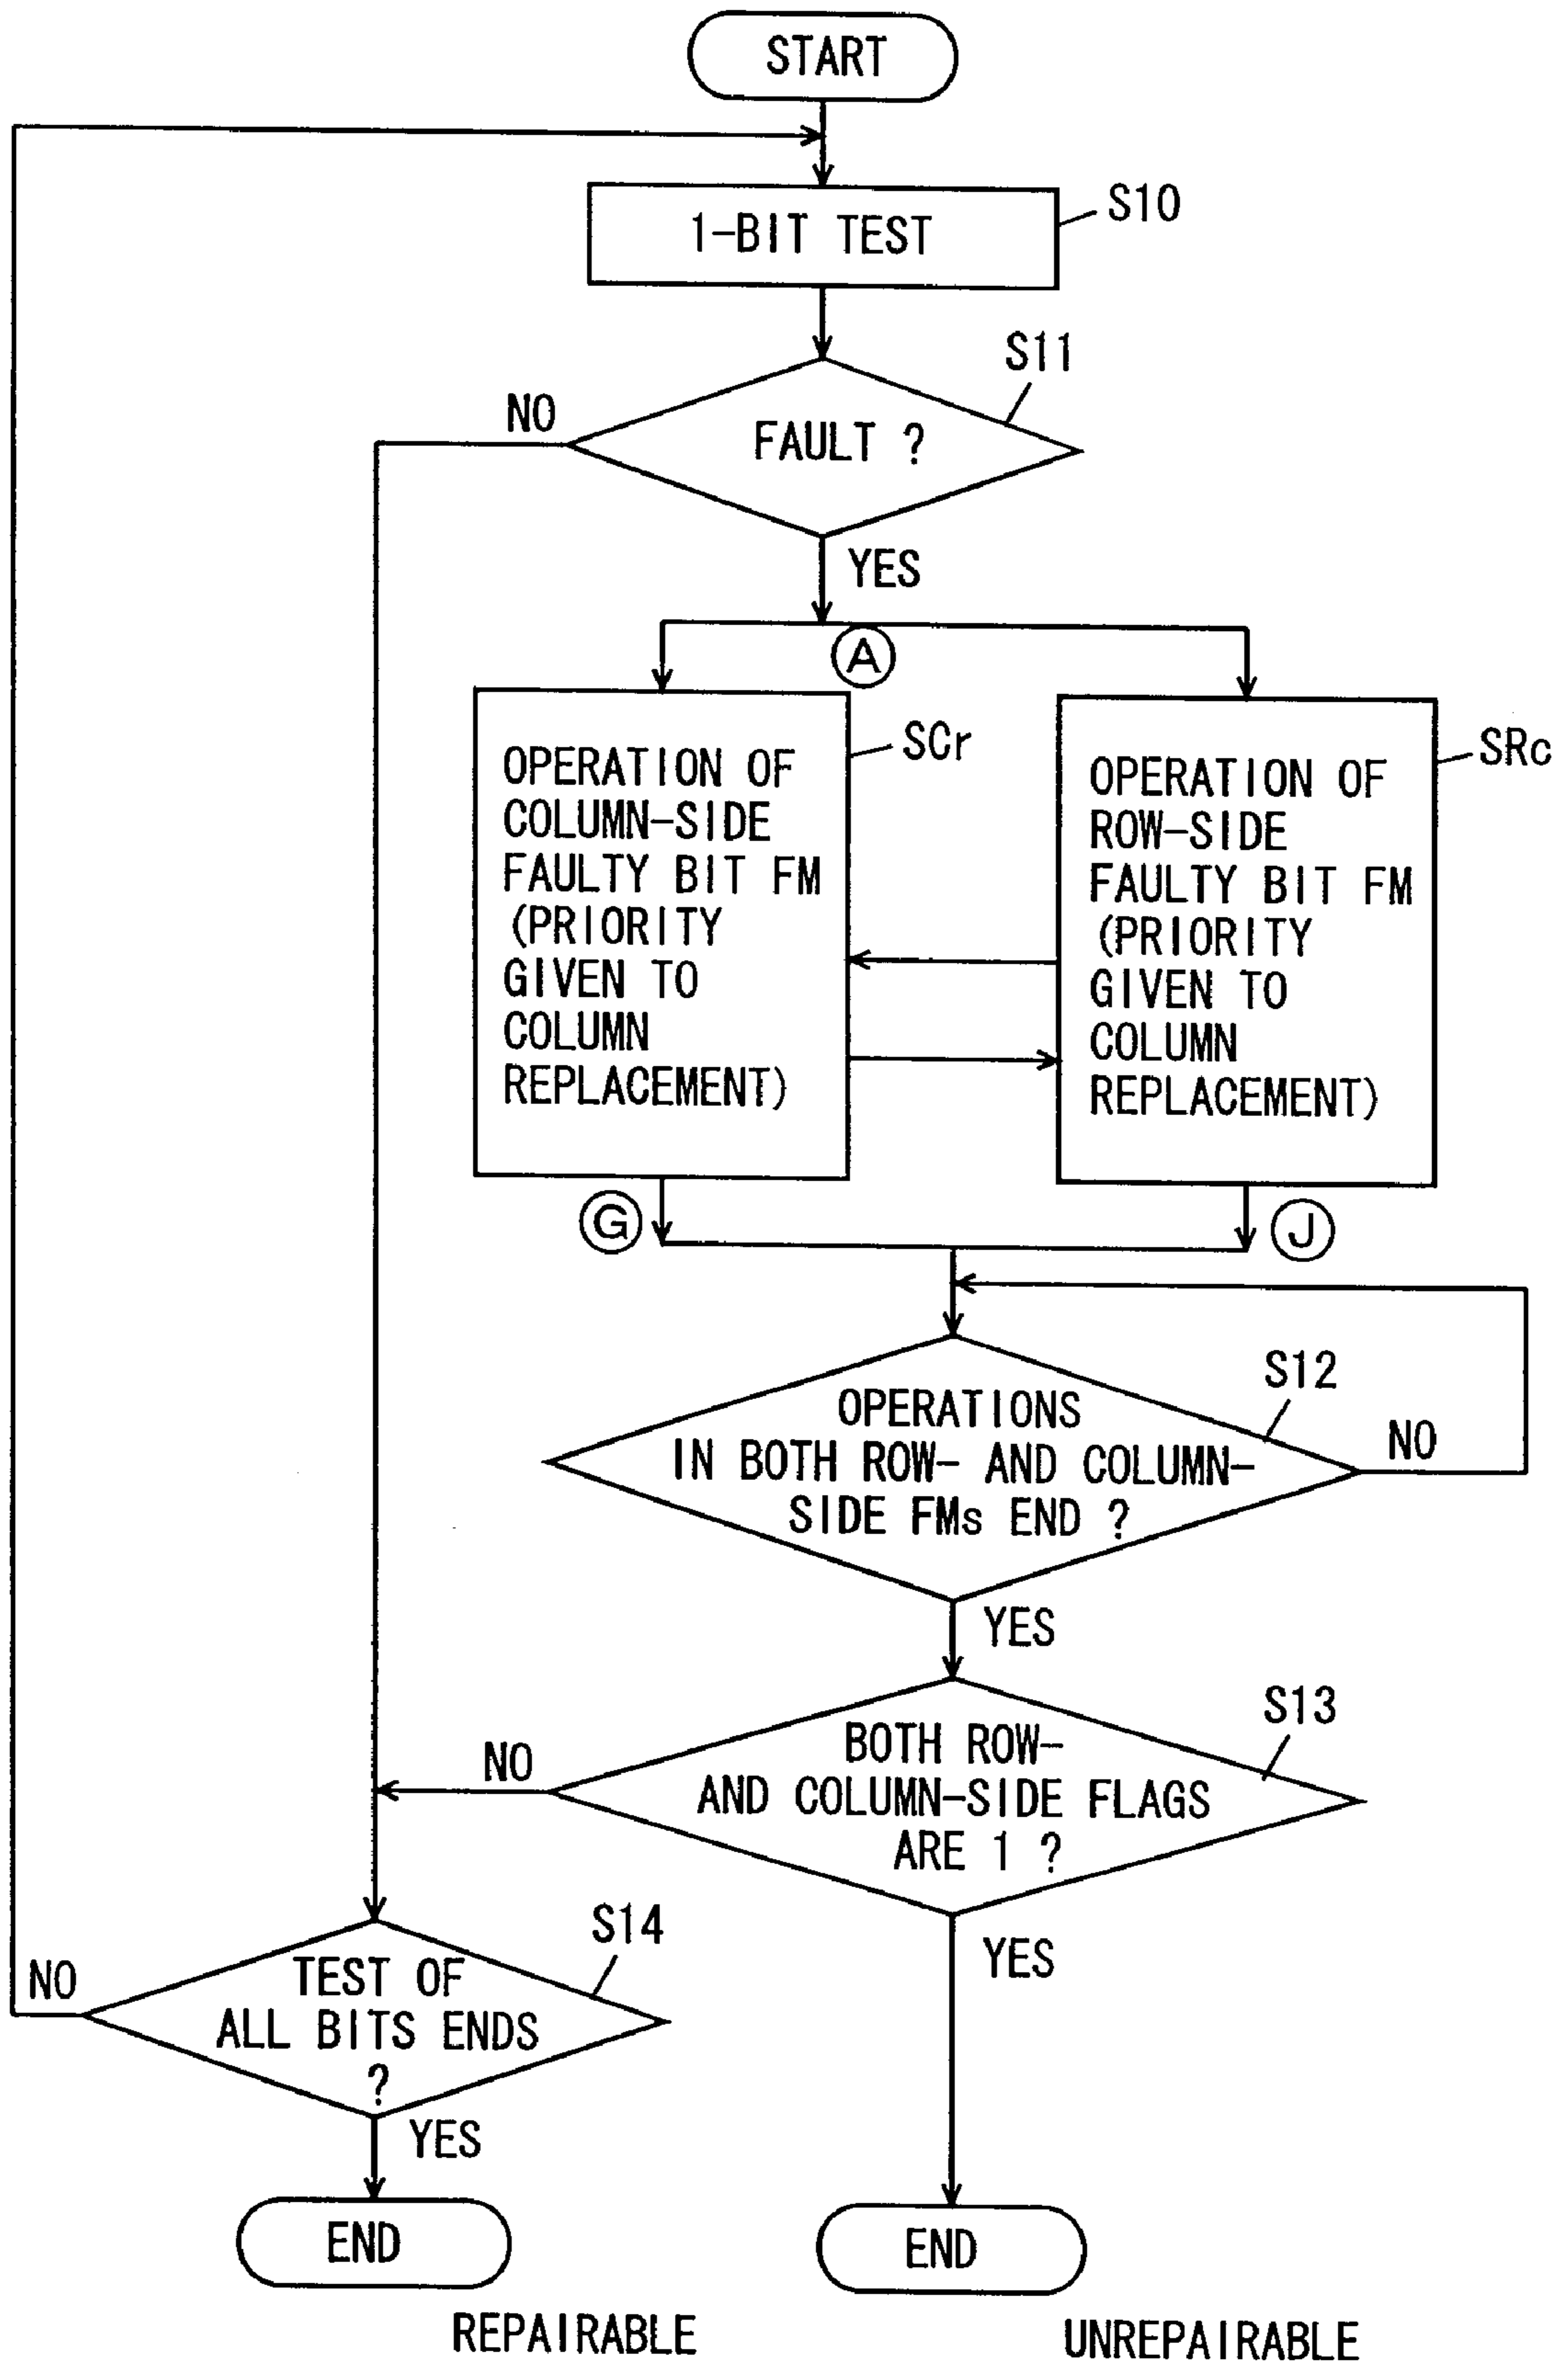 START
1-BIT TEST
S10
S11
NO
FAULT ?
YES
A
SCr
OPERATION OF
COLUMN-SIDE
FAULTY BIT FM
(PRIORITY
GIVEN TO
COLUMN
REPLACEMENT)
SRc
OPERATION OF
ROW-SIDE
FAULTY BIT FM
(PRIORITY
GIVEN TO
COLUMN
REPLACEMENT)
G
J
S12
OPERATIONS
IN BOTH ROW- AND COLUMN-
SIDE FMs END ?
NO
YES
S13
BOTH ROW-
AND COLUMN-SIDE FLAGS
ARE 1 ?
NO
YES
S14
TEST OF
ALL BITS ENDS
?
NO
YES
END
END
REPAIRABLE
UNREPAIRABLE